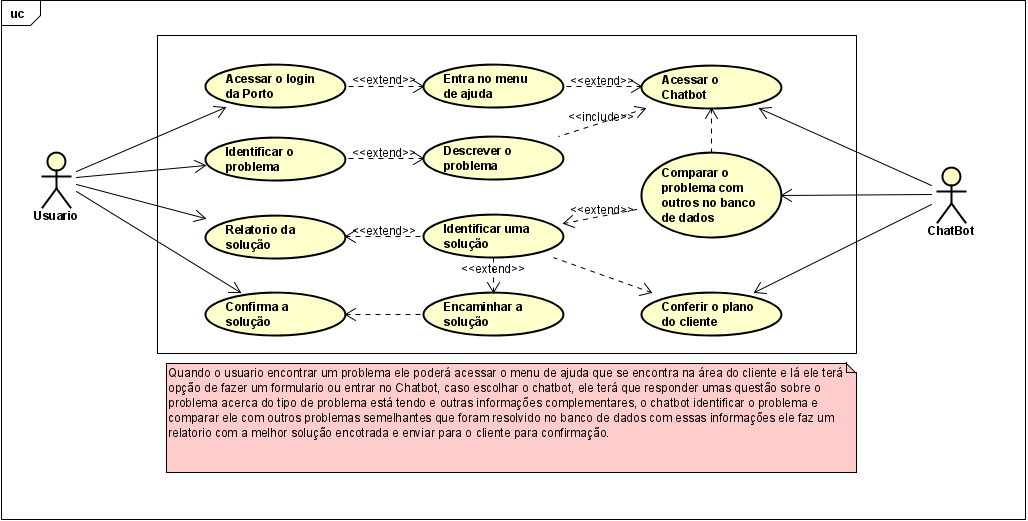 uc
Acessar o login
da Porto
<<extend>>
Entra no menu
de ajuda
<<extend>>
Acessar o
Chatbot
<<include>>
Identificar o
problema
<<extend>>
Descrever o
problema
Comparar o
problema com
outros no banco
de dados
<<extend>>
Usuario
ChatBot
Relatorio da
solução
<<extend>>
Identificar uma
solução
<<extend>>
Confirma a
solução
Encaminhar a
solução
Conferir o plano
do cliente
Quando o usuario encontrar um problema ele poderá acessar o menu de ajuda que se encontra na área do cliente e lá ele terá
opção de fazer um formulario ou entrar no Chatbot, caso escolhar o chatbot, ele terá que responder umas questão sobre o
problema acerca do tipo de problema está tendo e outras informações complementares, o chatbot identificar o problema e
comparar ele com outros problemas semelhantes que foram resolvido no banco de dados com essas informações ele faz um
relatorio com a melhor solução encotrada e enviar para o cliente para confirmação.